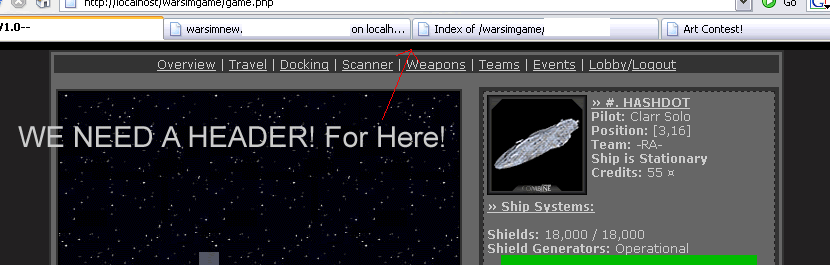 http://localhost/warsimgame/game.php
Go
V1.0--
warsimnew.
on localh...
Index of /warsimgame/
Art Contest!
Overview | Travel | Docking | Scanner | Weapons | Teams | Events | Lobby/Logout
WE NEED A HEADER! For Here!
» #. HASHDOT
Pilot: Clarr Solo
Position: [3,16]
Team: -RA-
Ship is Stationary
Credits: 55 ¤
COMBINE
» Ship Systems:
Shields: 18,000 / 18,000
Shield Generators: Operational